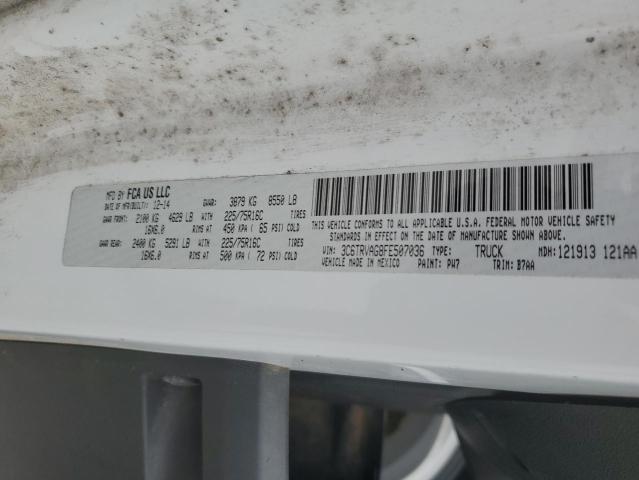 MFD BY FCA US LLC
DATE OF MFR/BUILT: 12-14 GVWR: 3879 KG 8550 LB
GAWR FRONT: 2100 KG 4629 LB WITH 225/75R16C TIRES
16X6.0 RIMS AT 450 KPA ( 65 PSI) COLD
GAWR REAR: 2400 KG 5291 LB WITH 225/75R16C TIRES
16X6.0 RIMS AT 500 KPA ( 72 PSI) COLD
THIS VEHICLE CONFORMS TO ALL APPLICABLE U.S.A. FEDERAL MOTOR VEHICLE SAFETY
STANDARDS IN EFFECT ON THE DATE OF MANUFACTURE SHOWN ABOVE.
VIN: 3C6TRVAG8FE507036 TYPE: TRUCK MDH: 121913 121AA
VEHICLE MADE IN MEXICO PAINT: PW7 TRIM: B7AA